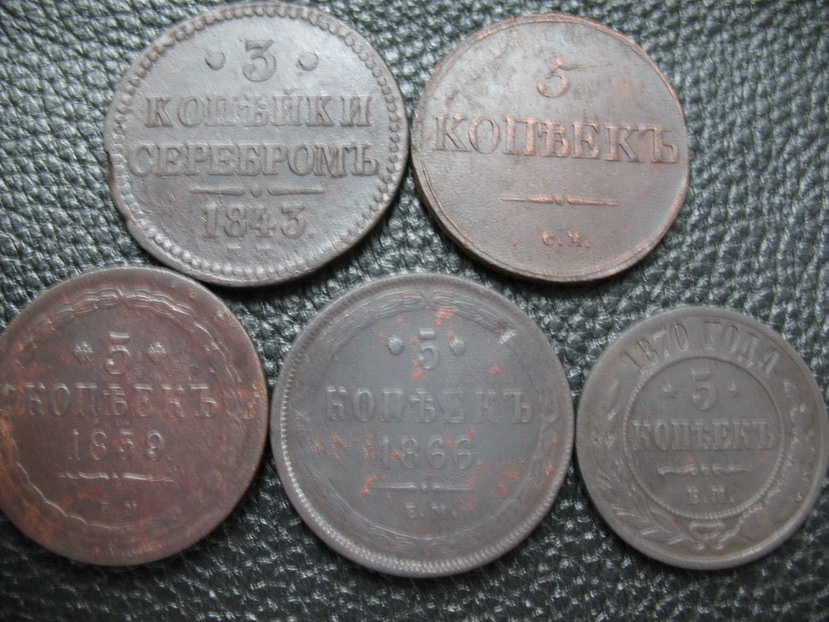 3
КОПѢЙКИ
СЕРЕБРОМЪ
1843.
5
КОПѢЕКЪ
С.М.
5
КОПѢЕКЪ
1859
Е.М.
5
КОПѢЕКЪ
1866
Е.М.
1870 ГОДА
5
КОПѢЕКЪ
Е.М.